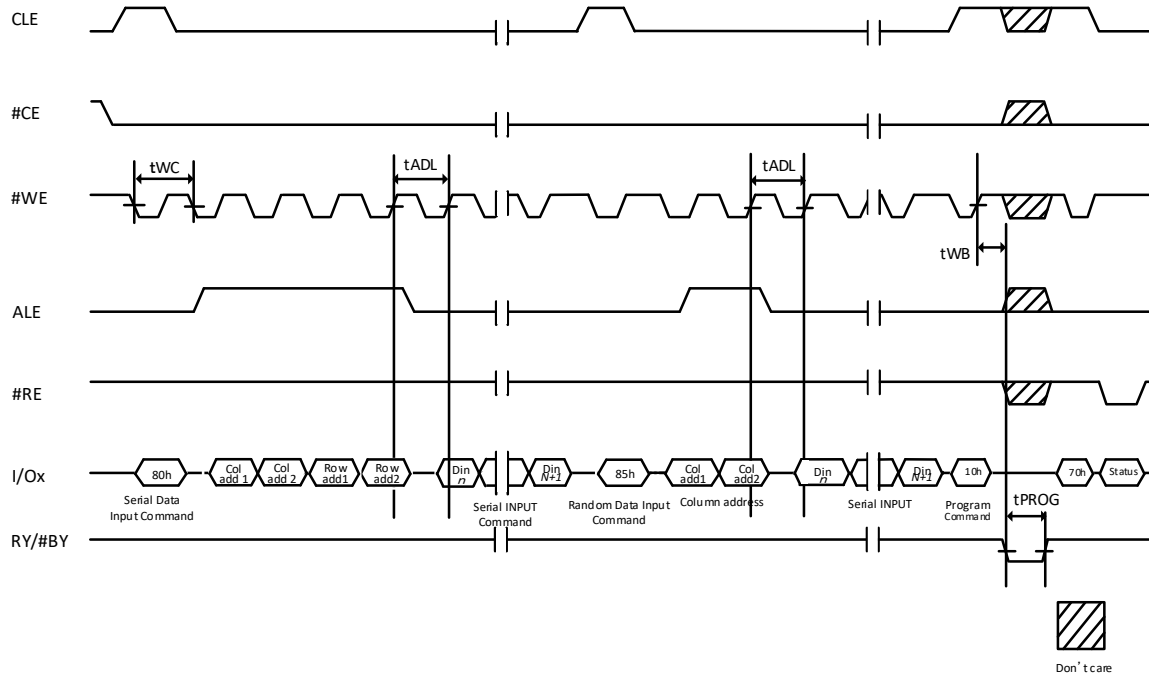 CLE
#CE
tWC
tADL
tADL
#WE
tWB
ALE
#RE
I/Ox
80h
Col
add 1
Col
add 2
Row
add1
Row
add2
Din
n
Din
N+1
85h
Col
add1
Col
add2
Din
n
Din
N+1
10h
70h
Status
Serial Data
Input Command
Serial INPUT
Command
Random Data Input
Command
Column address
Serial INPUT
Program
Command
tPROG
RY/#BY
Don't care